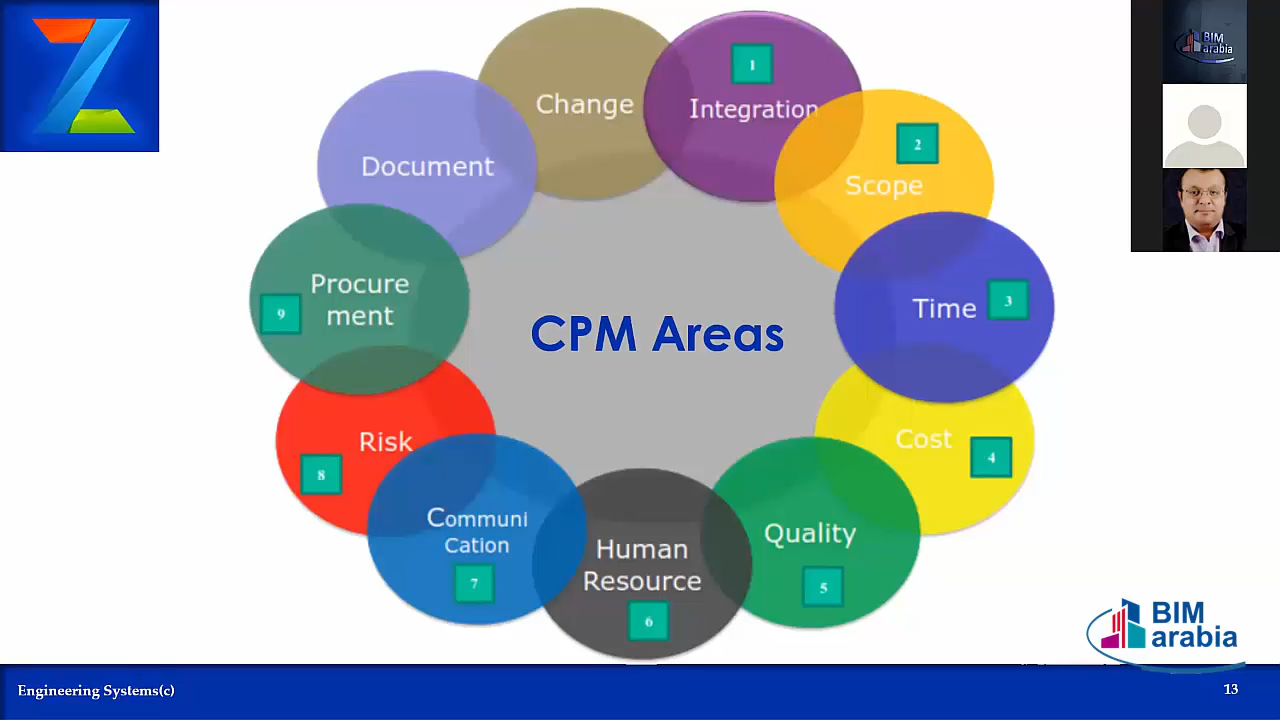 Change
1
Integration
2
Scope
Time
3
Cost
4
Quality
5
Human
Resource
6
Communi
Cation
7
Risk
8
Procure
ment
9
Document
CPM Areas
BIM
arabia
BIM
arabia
Engineering Systems(c)
13